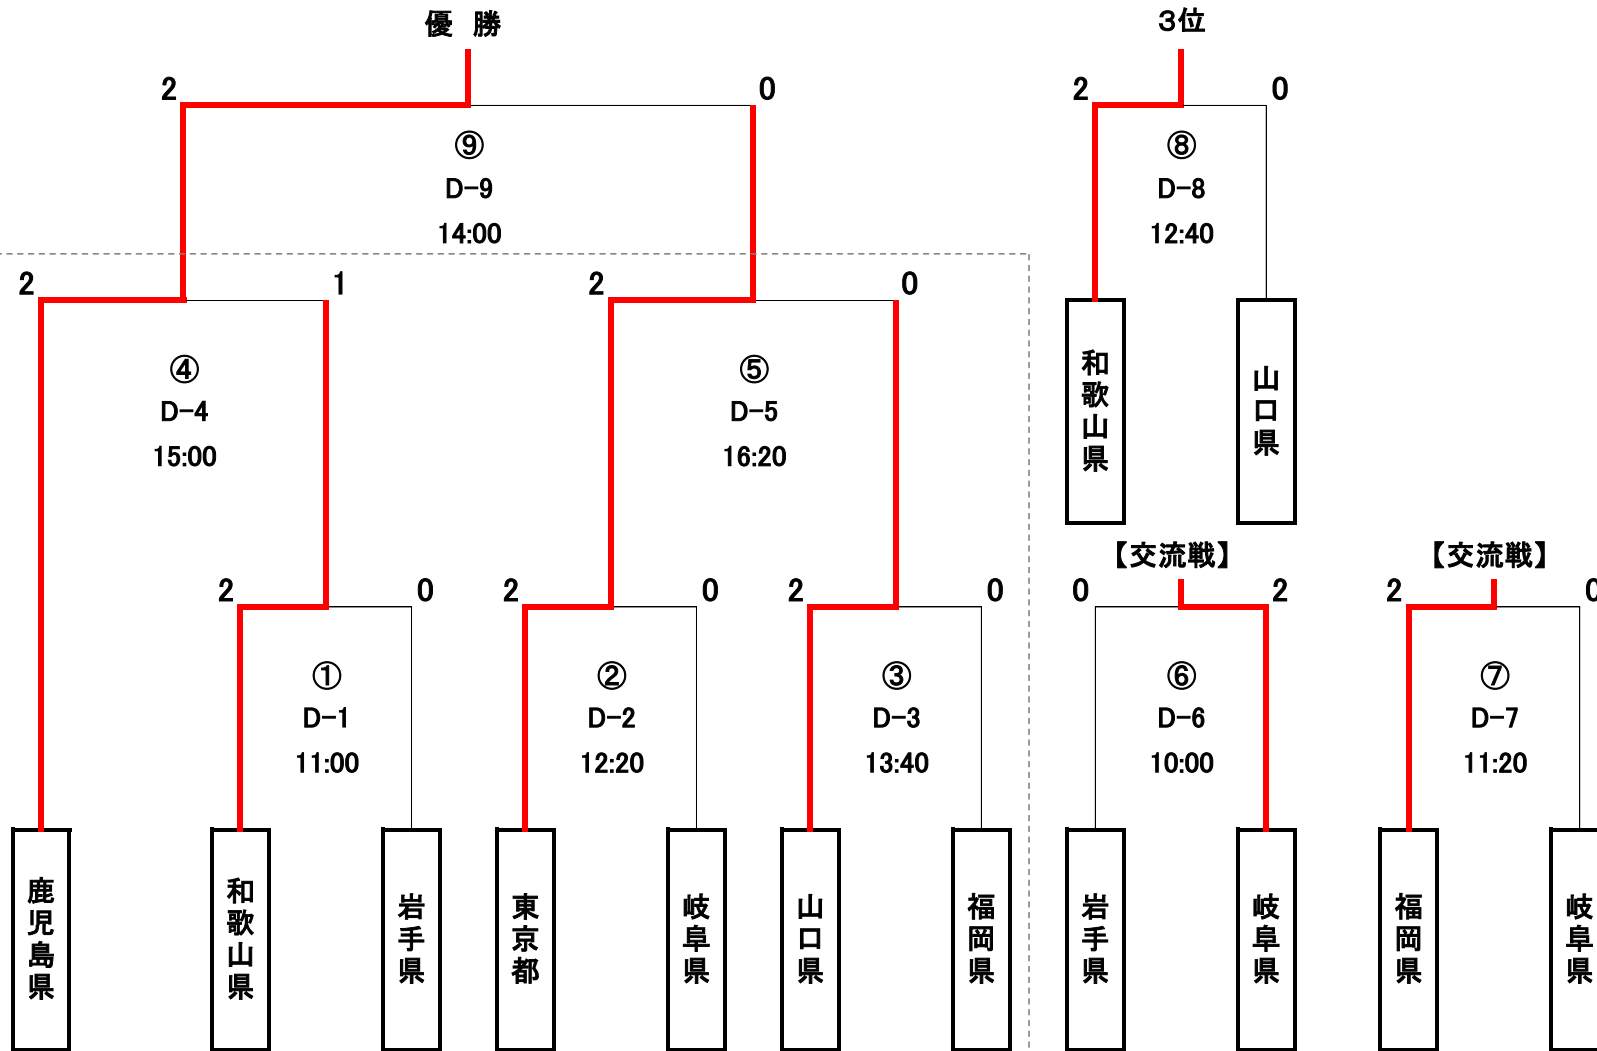 優 勝
3位
2
0
2
0
⑨
D-9
14:00
⑧
D-8
12:40
2
1
2
0
④
D-4
15:00
⑤
D-5
16:20
和歌山県
山口県
【交流戦】
【交流戦】
2
0
2
0
2
0
0
2
2
0
①
D-1
11:00
②
D-2
12:20
③
D-3
13:40
⑥
D-6
10:00
⑦
D-7
11:20
鹿児島県
和歌山県
岩手県
東京都
岐阜県
山口県
福岡県
岩手県
岐阜県
福岡県
岐阜県